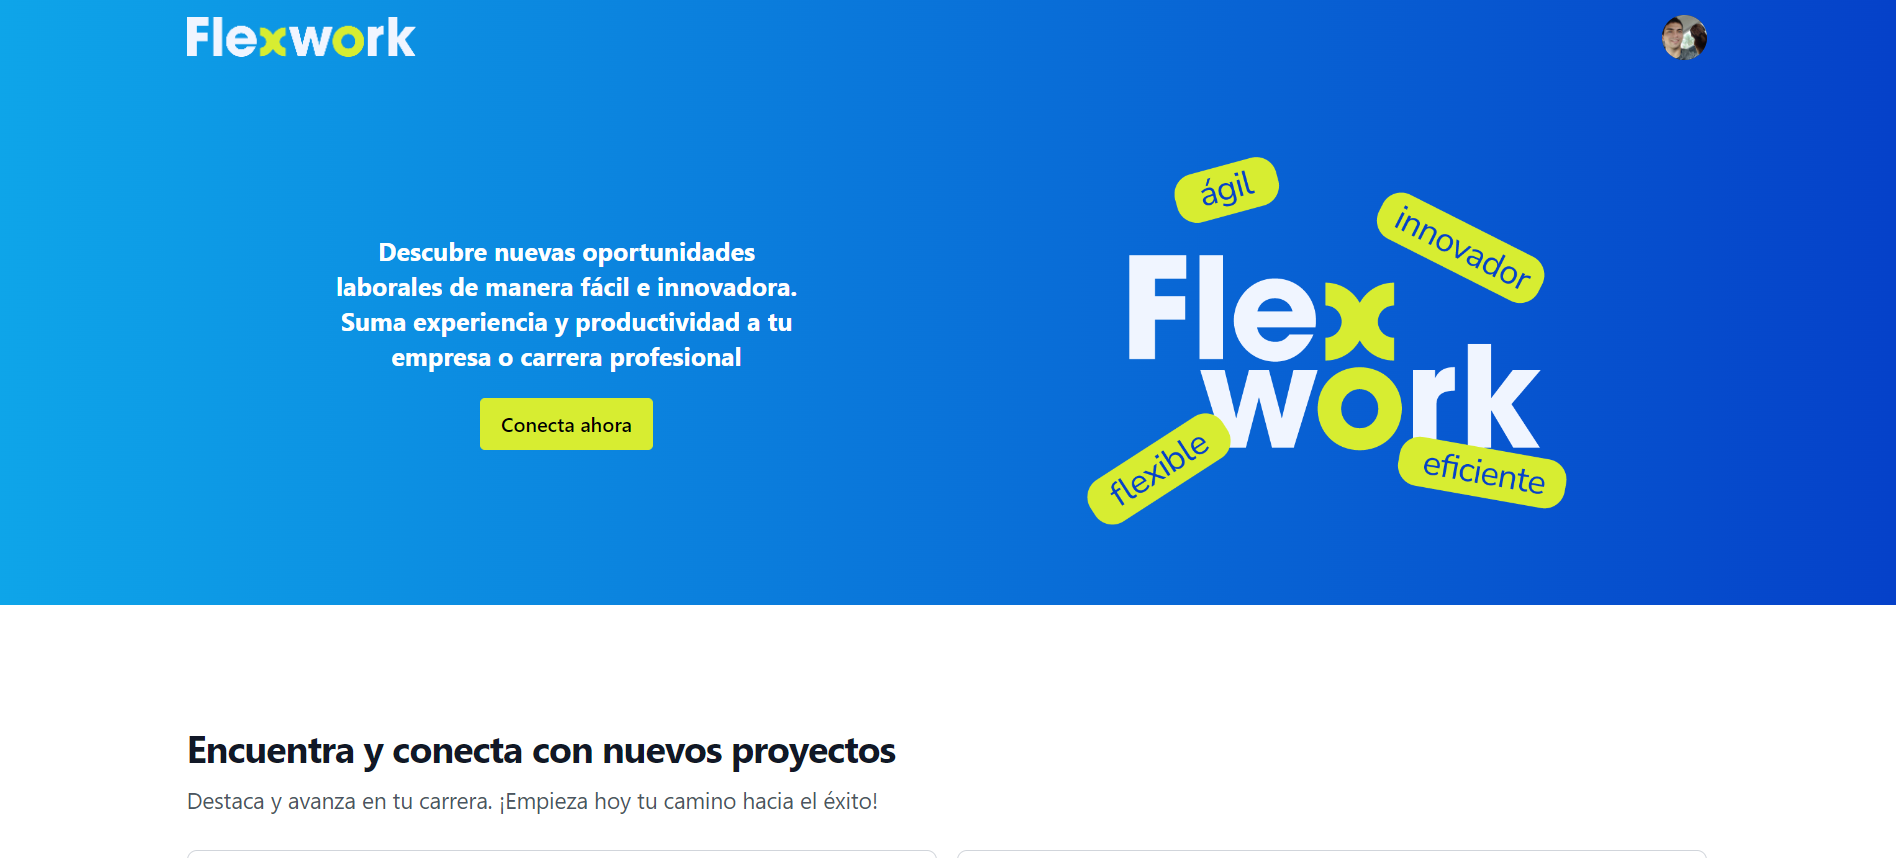 Flexwork
Descubre nuevas oportunidades
laborales de manera fácil e innovadora.
Suma experiencia y productividad a tu
empresa o carrera profesional
Conecta ahora
ágil
innovador
Flex
work
flexible
eficiente
Encuentra y conecta con nuevos proyectos
Destaca y avanza en tu carrera. ¡Empieza hoy tu camino hacia el éxito!